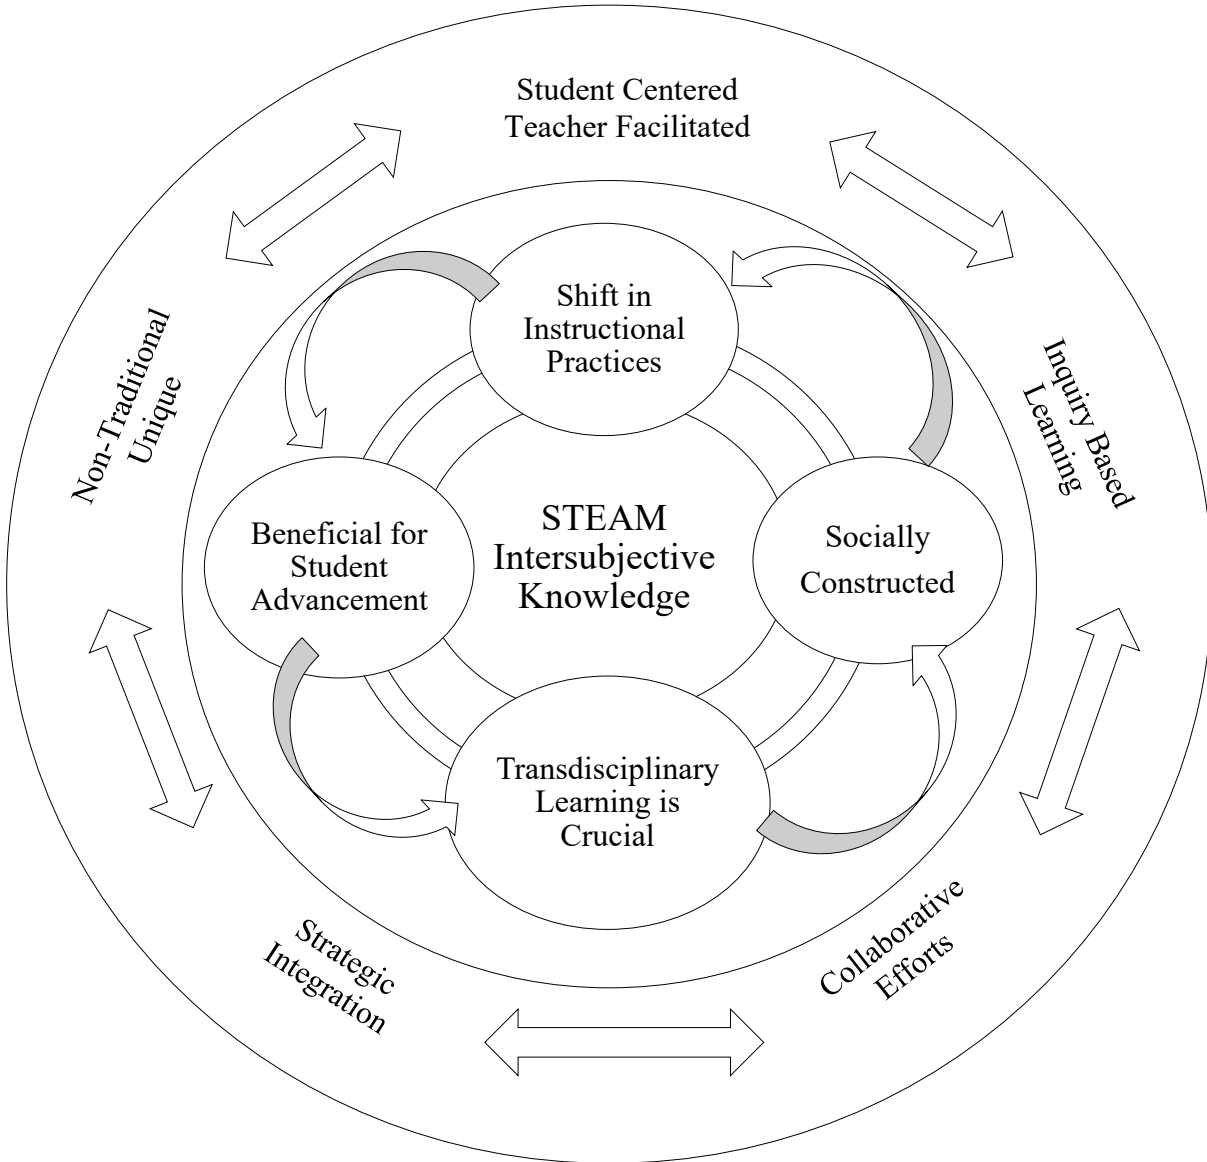 Student Centered
Teacher Facilitated
Non-Traditional
Unique
Inquiry Based
Learning
Shift in
Instructional
Practices
Beneficial for
Student
Advancement
STEAM
Intersubjective
Knowledge
Socially
Constructed
Transdisciplinary
Learning is
Crucial
Strategic
Integration
Collaborative
Efforts